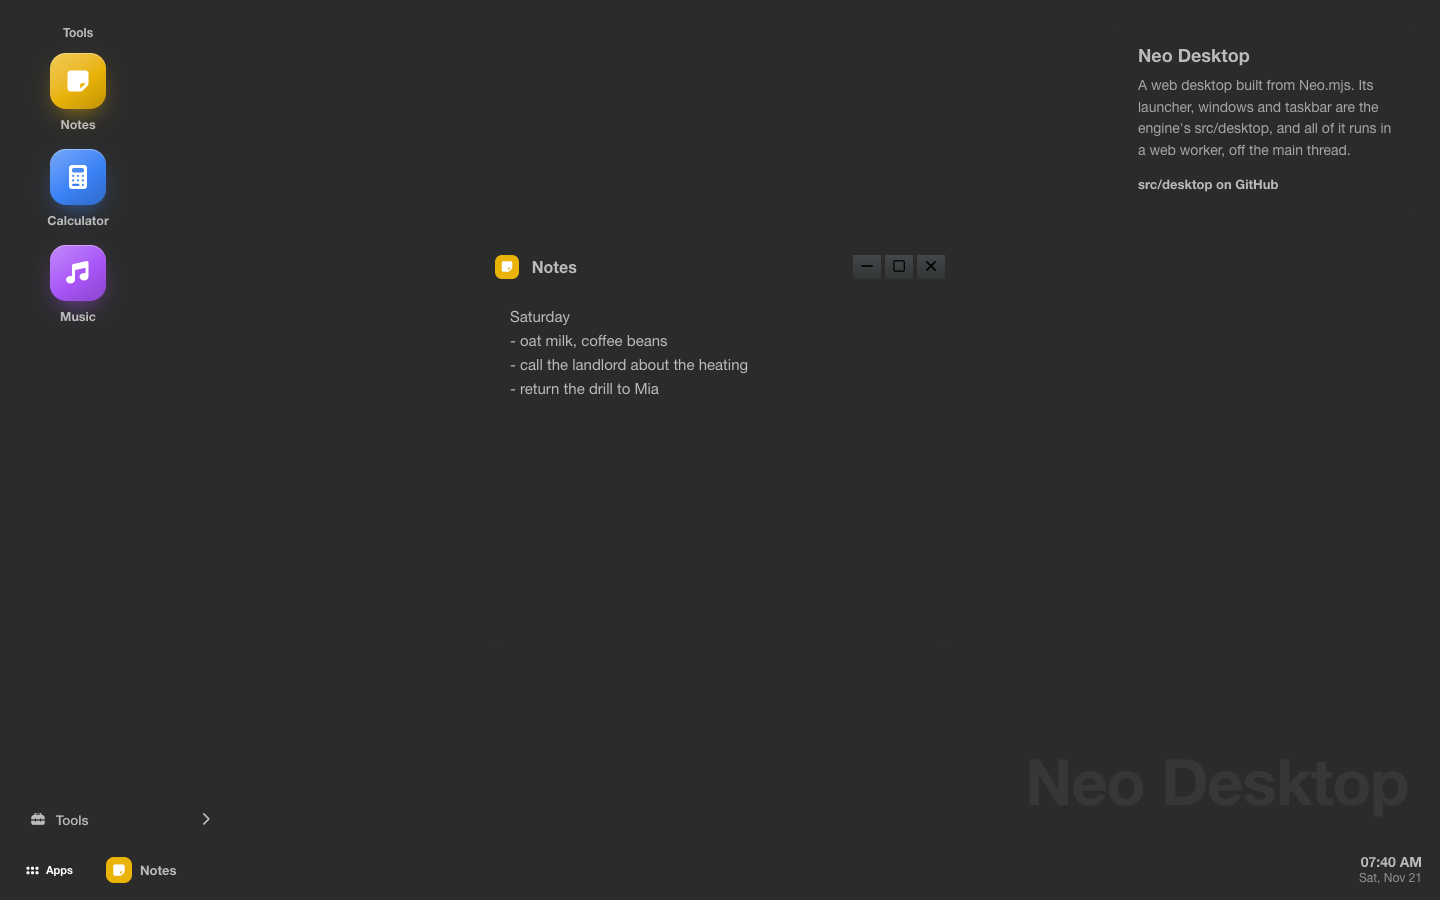 Tools
Notes
Calculator
Music
Neo Desktop
A web desktop built from Neo.mjs. Its
launcher, windows and taskbar are the
engine's src/desktop, and all of it runs in
a web worker, off the main thread.
src/desktop on GitHub
Notes
Saturday
- oat milk, coffee beans
- call the landlord about the heating
- return the drill to Mia
Neo Desktop
Tools
Apps
Notes
07:40 AM
Sat, Nov 21